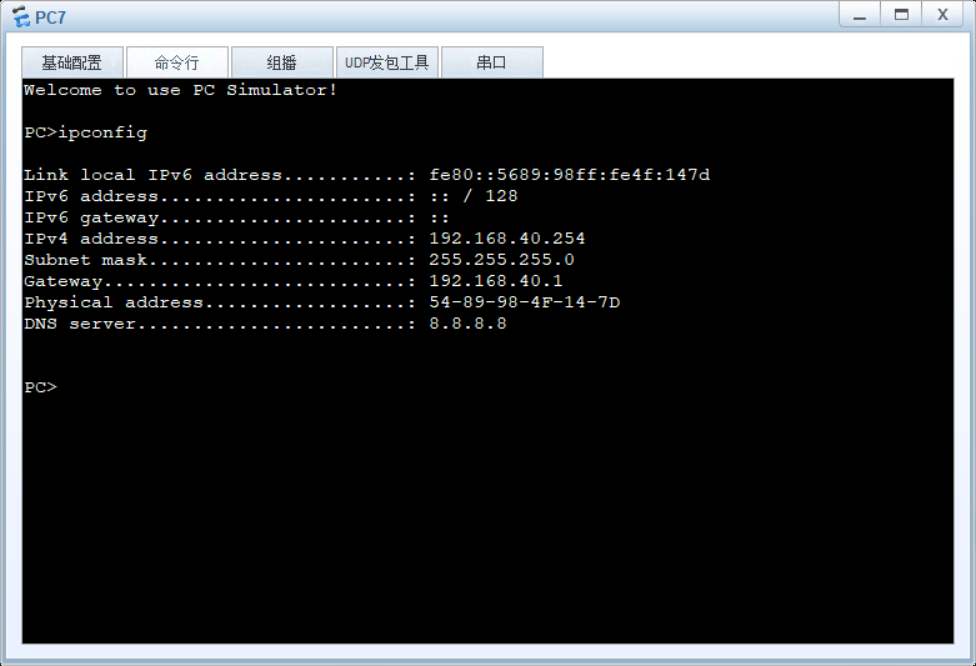 PC7
X
基础配置 命令行 组播 UDP发包工具 串口
Welcome to use PC Simulator!
PC>ipconfig
Link local IPv6 address...........: fe80::5689:98ff:fe4f:147d
IPv6 address......................: :: / 128
IPv6 gateway......................: ::
IPv4 address......................: 192.168.40.254
Subnet mask.......................: 255.255.255.0
Gateway...........................: 192.168.40.1
Physical address..................: 54-89-98-4F-14-7D
DNS server........................: 8.8.8.8
PC>